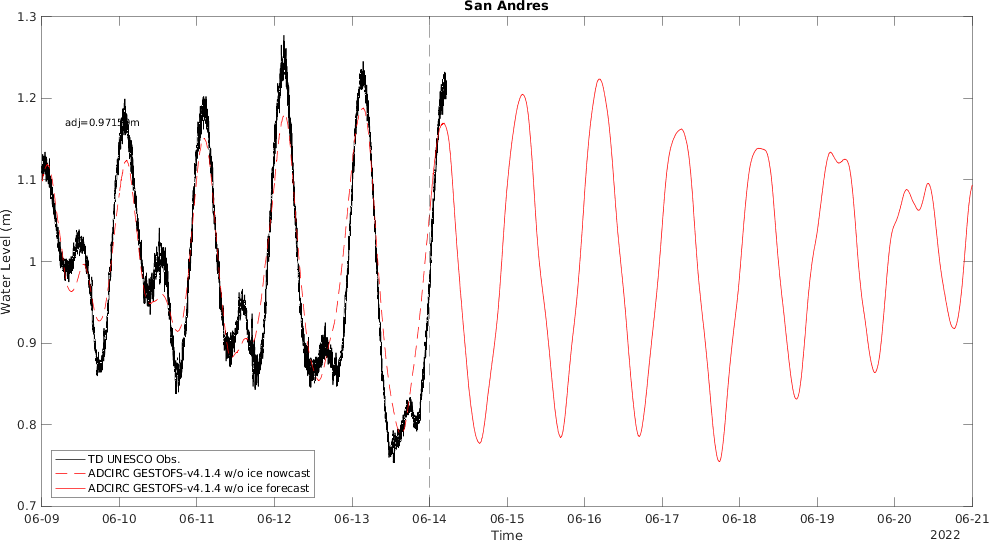 San Andres
1.3
1.2
1.1
1
0.9
0.8
0.7
Water Level (m)
TD UNESCO Obs.
ADCIRC GESTOFS-v4.1.4 w/o ice nowcast
ADCIRC GESTOFS-v4.1.4 w/o ice forecast
06-09 06-10 06-11 06-12 06-13 06-14 06-15 06-16 06-17 06-18 06-19 06-20 06-21
Time
2022